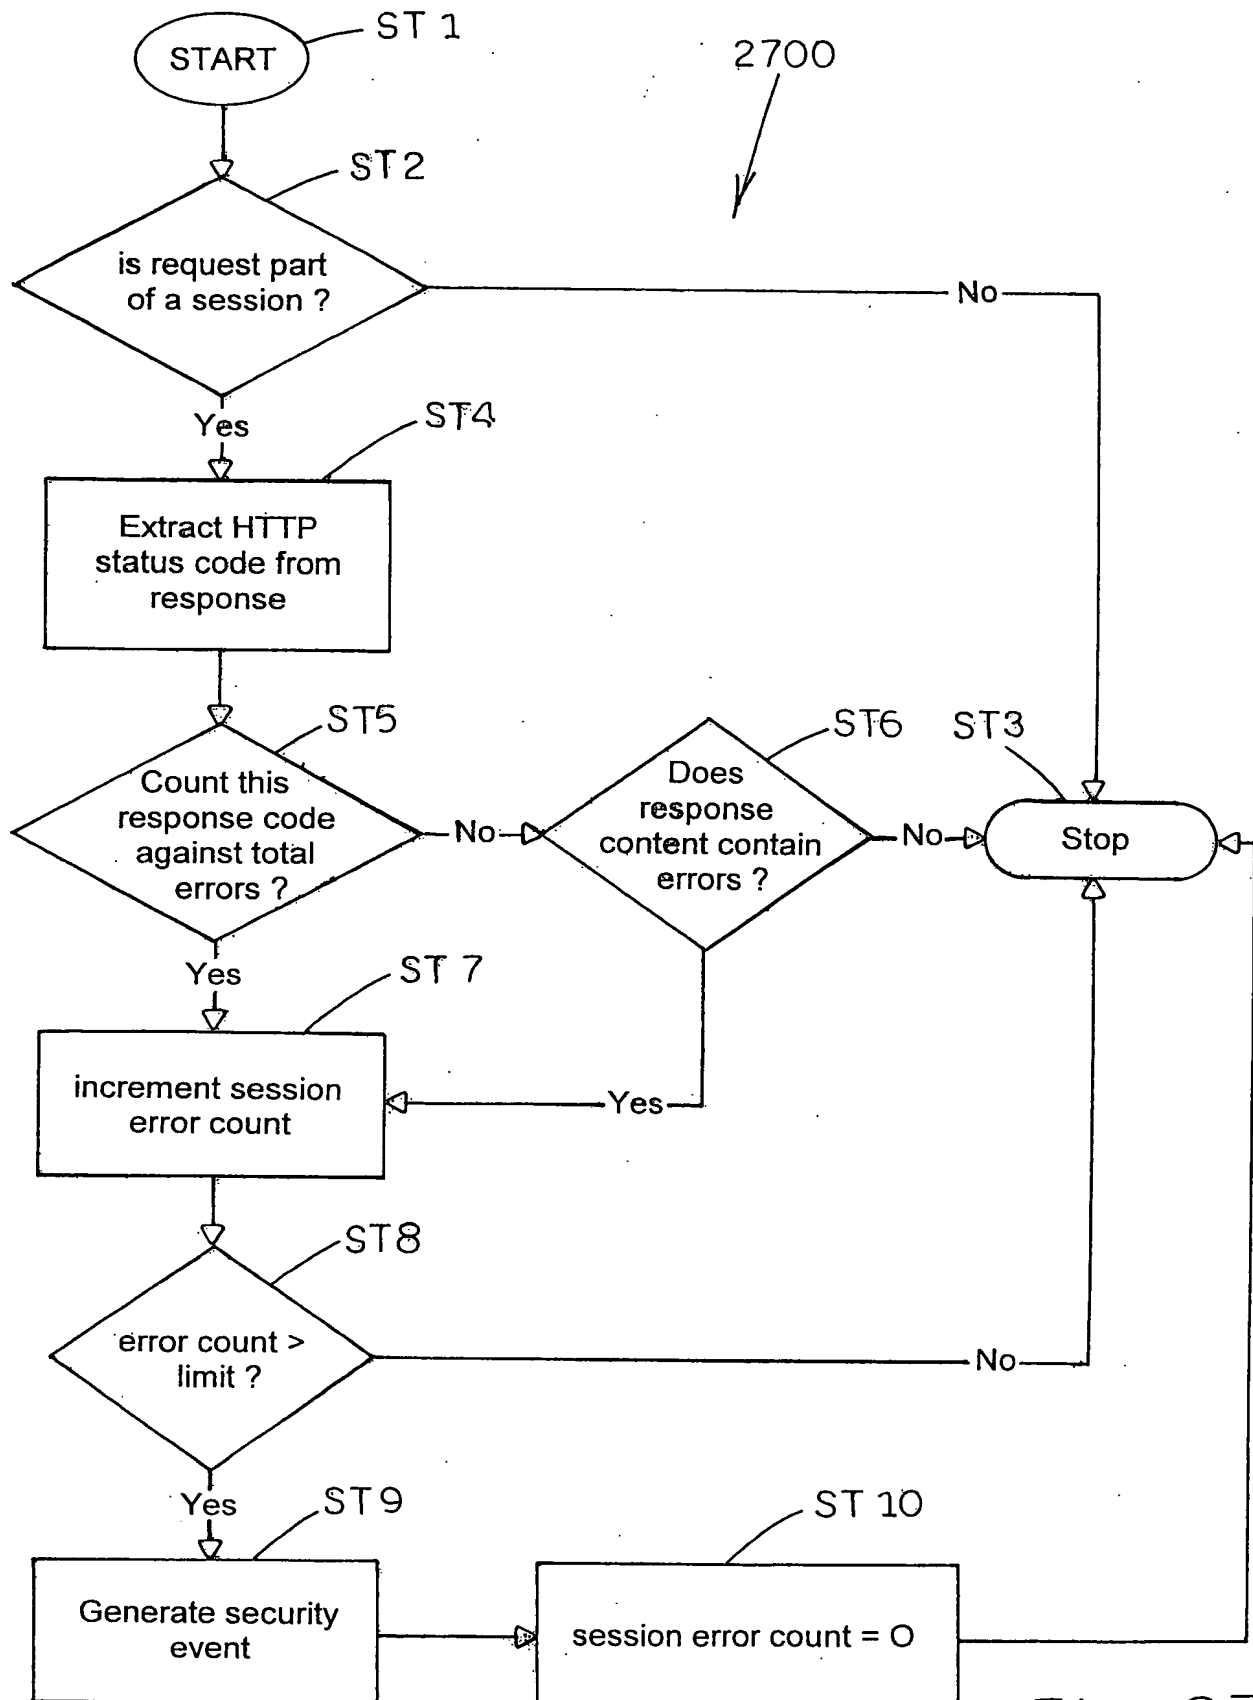 START
ST 1
2700
ST2
is request part
of a session ?
No
Yes
ST4
Extract HTTP
status code from
response
ST5
Count this
response code
against total
errors ?
No
ST6
Does
response
content contain
errors ?
No
ST3
Stop
Yes
ST 7
increment session
error count
Yes
ST8
error count >
limit ?
No
Yes
ST9
Generate security
event
ST 10
session error count = O